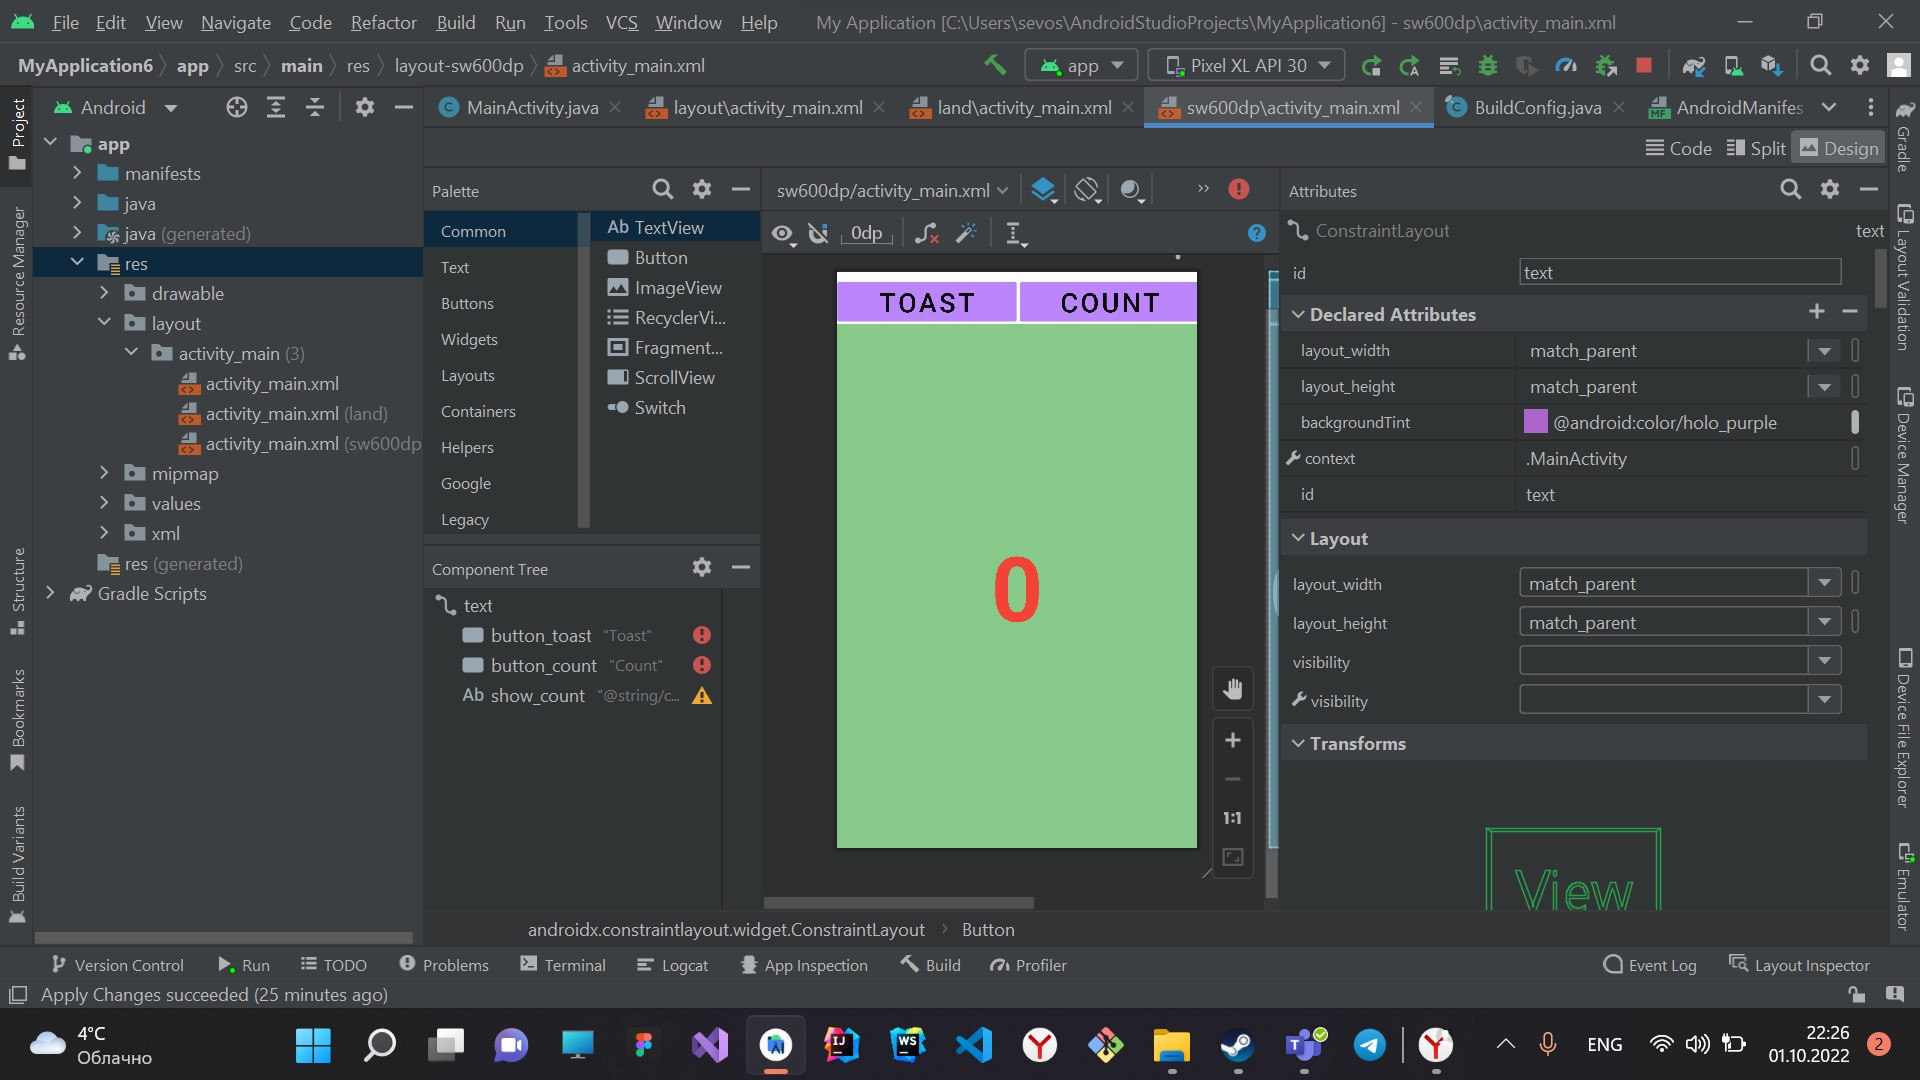 File Edit View Navigate Code Refactor Build Run Tools VCS Window Help My Application [C:\Users\sevos\AndroidStudioProjects\MyApplication6] - sw600dp\activity_main.xml
MyApplication6 app src main res layout-sw600dp activity_main.xml app Pixel XL API 30
Android
MainActivity.java layout\activity_main.xml land\activity_main.xml sw600dp\activity_main.xml BuildConfig.java AndroidManifes
Code Split Design
Project
Resource Manager
Structure
Bookmarks
Build Variants
app
manifests
java
java (generated)
res
drawable
layout
activity_main (3)
activity_main.xml
activity_main.xml (land)
activity_main.xml (sw600dp
mipmap
values
xml
res (generated)
Gradle Scripts
Palette
Common
Text
Buttons
Widgets
Layouts
Containers
Helpers
Google
Legacy
Ab TextView
Button
ImageView
RecyclerVi...
Fragment...
ScrollView
Switch
Component Tree
text
button_toast "Toast"
button_count "Count"
Ab show_count "@string/c...
sw600dp/activity_main.xml
0dp
TOAST COUNT
0
1:1
Attributes
ConstraintLayout text
id text
Declared Attributes
layout_width match_parent
layout_height match_parent
backgroundTint @android:color/holo_purple
context .MainActivity
id text
Layout
layout_width match_parent
layout_height match_parent
visibility
visibility
Transforms
View
Gradle
Layout Validation
Device Manager
Device File Explorer
Emulator
androidx.constraintlayout.widget.ConstraintLayout Button
Version Control Run TODO Problems Terminal Logcat App Inspection Build Profiler Event Log Layout Inspector
Apply Changes succeeded (25 minutes ago)
4°C
Облачно
ENG
22:26
01.10.2022
2